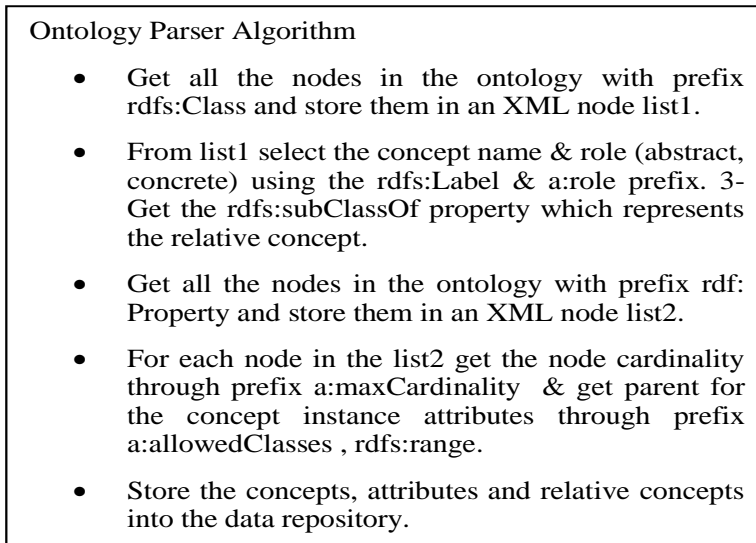 Ontology Parser Algorithm
• Get all the nodes in the ontology with prefix
rdfs:Class and store them in an XML node list1.
• From list1 select the concept name & role (abstract,
concrete) using the rdfs:Label & a:role prefix. 3-
Get the rdfs:subClassOf property which represents
the relative concept.
• Get all the nodes in the ontology with prefix rdf:
Property and store them in an XML node list2.
• For each node in the list2 get the node cardinality
through prefix a:maxCardinality & get parent for
the concept instance attributes through prefix
a:allowedClasses , rdfs:range.
• Store the concepts, attributes and relative concepts
into the data repository.